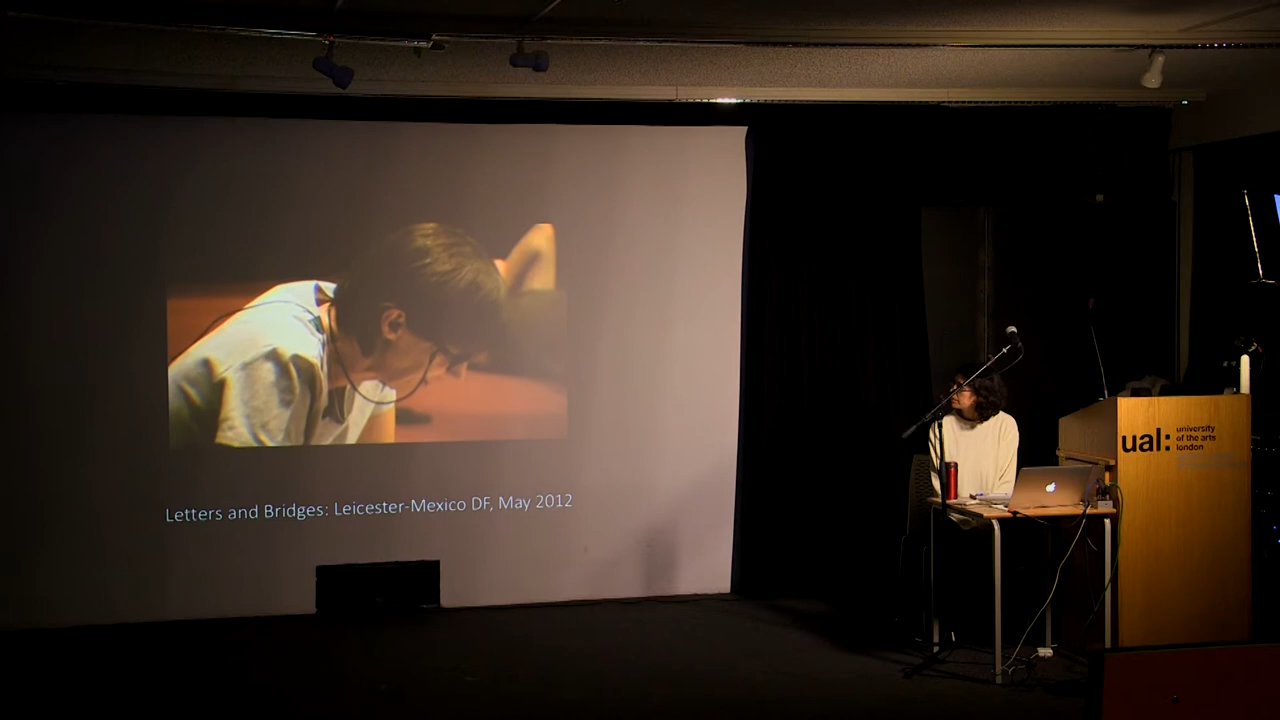 Letters and Bridges: Leicester-Mexico DF, May 2012
ual:
university
of the arts
london